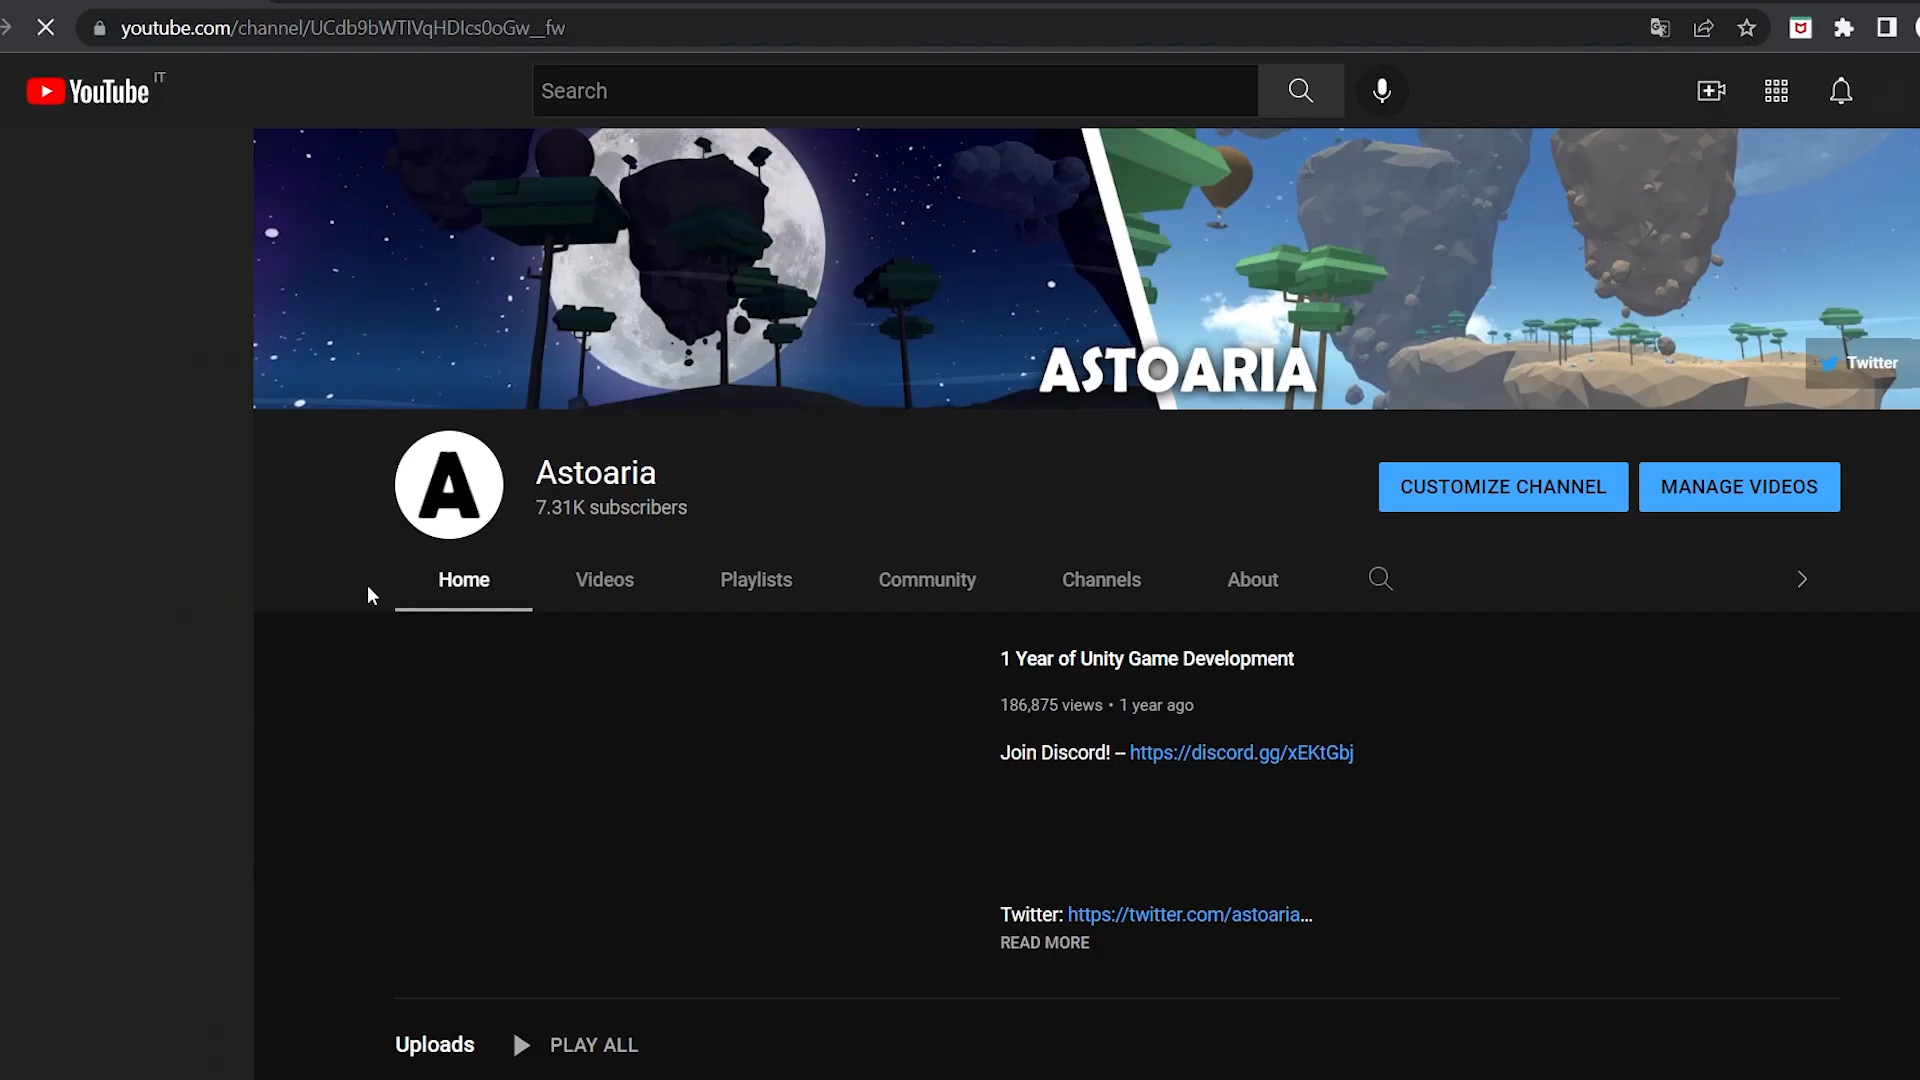 youtube.com/channel/UCdb9bWTlVqHDIcs0oGw__fw
YouTube IT
Search
ASTOARIA
Twitter
A
Astoaria
7.31K subscribers
CUSTOMIZE CHANNEL
MANAGE VIDEOS
Home
Videos
Playlists
Community
Channels
About
1 Year of Unity Game Development
186,875 views • 1 year ago
Join Discord! – https://discord.gg/xEKtGbj
Twitter: https://twitter.com/astoaria...
READ MORE
Uploads
PLAY ALL